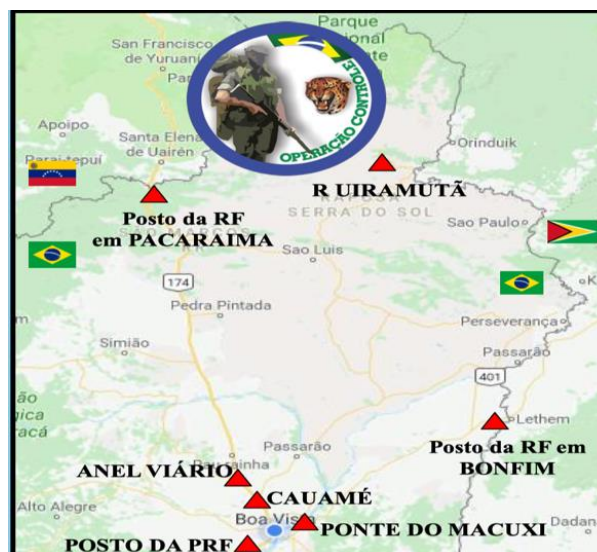 Parque
San Francisco
de Yuruaní
Apoipo
Santa Elena
de Uairén
Orinduik
OPERAÇÃO CONTROLE
R UIRAMUTÃ
SERRA DO SOL
Posto da RF
em PACARAIMA
Sao Paulo
Sao Luis
174
Pedra Pintada
Perseverança
Simião
Passarão
401
Lethem
Posto da RF em
BONFIM
Passarão
ANEL VIÁRIO
CAUAMÉ
Alto Alegre
Boa Vista
PONTE DO MACUXI
Dadan
POSTO DA PRF